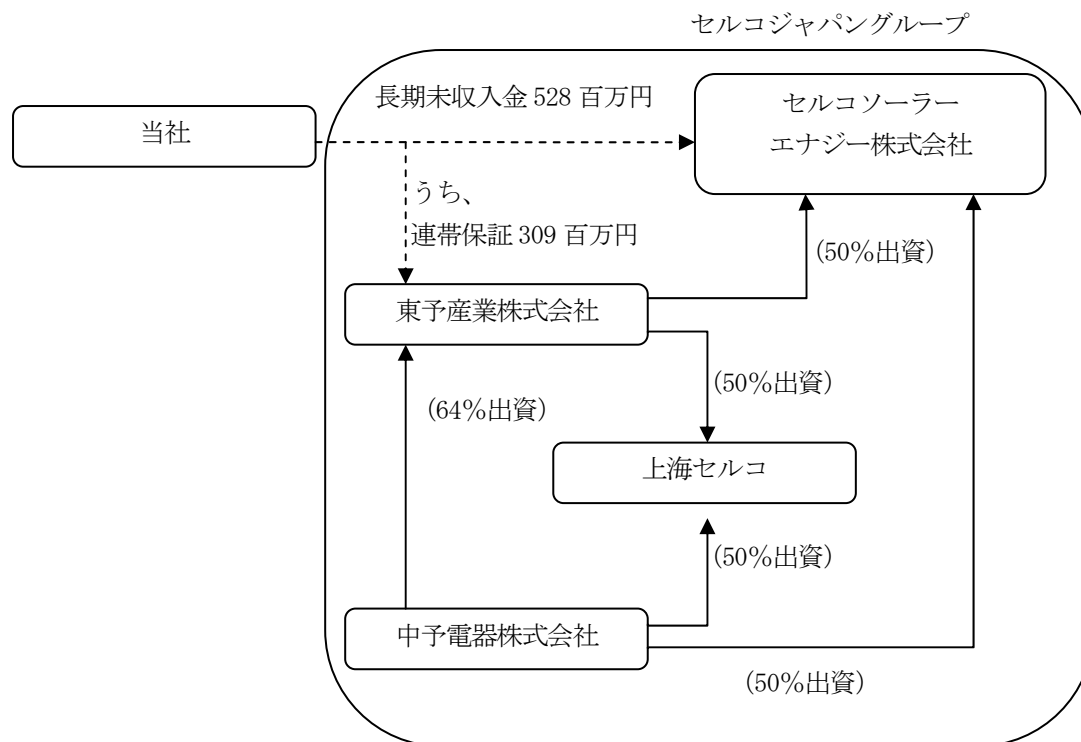 セルコジャパングループ
長期未収入金 528 百万円
当社
セルコソーラー
エナジー株式会社
うち、
連帯保証 309 百万円
(50%出資)
東予産業株式会社
(50%出資)
(64%出資)
上海セルコ
(50%出資)
中予電器株式会社
(50%出資)